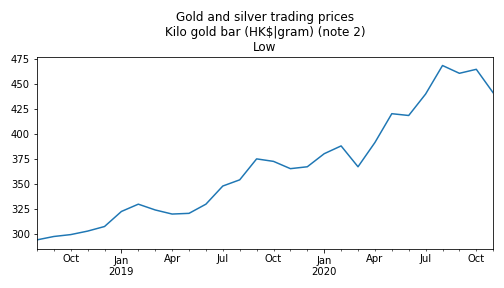 Gold and silver trading prices
Kilo gold bar (HK$|gram) (note 2)
Low
475
450
425
400
375
350
325
300
Oct Jan Apr Jul Oct Jan Apr Jul Oct
2019 2020